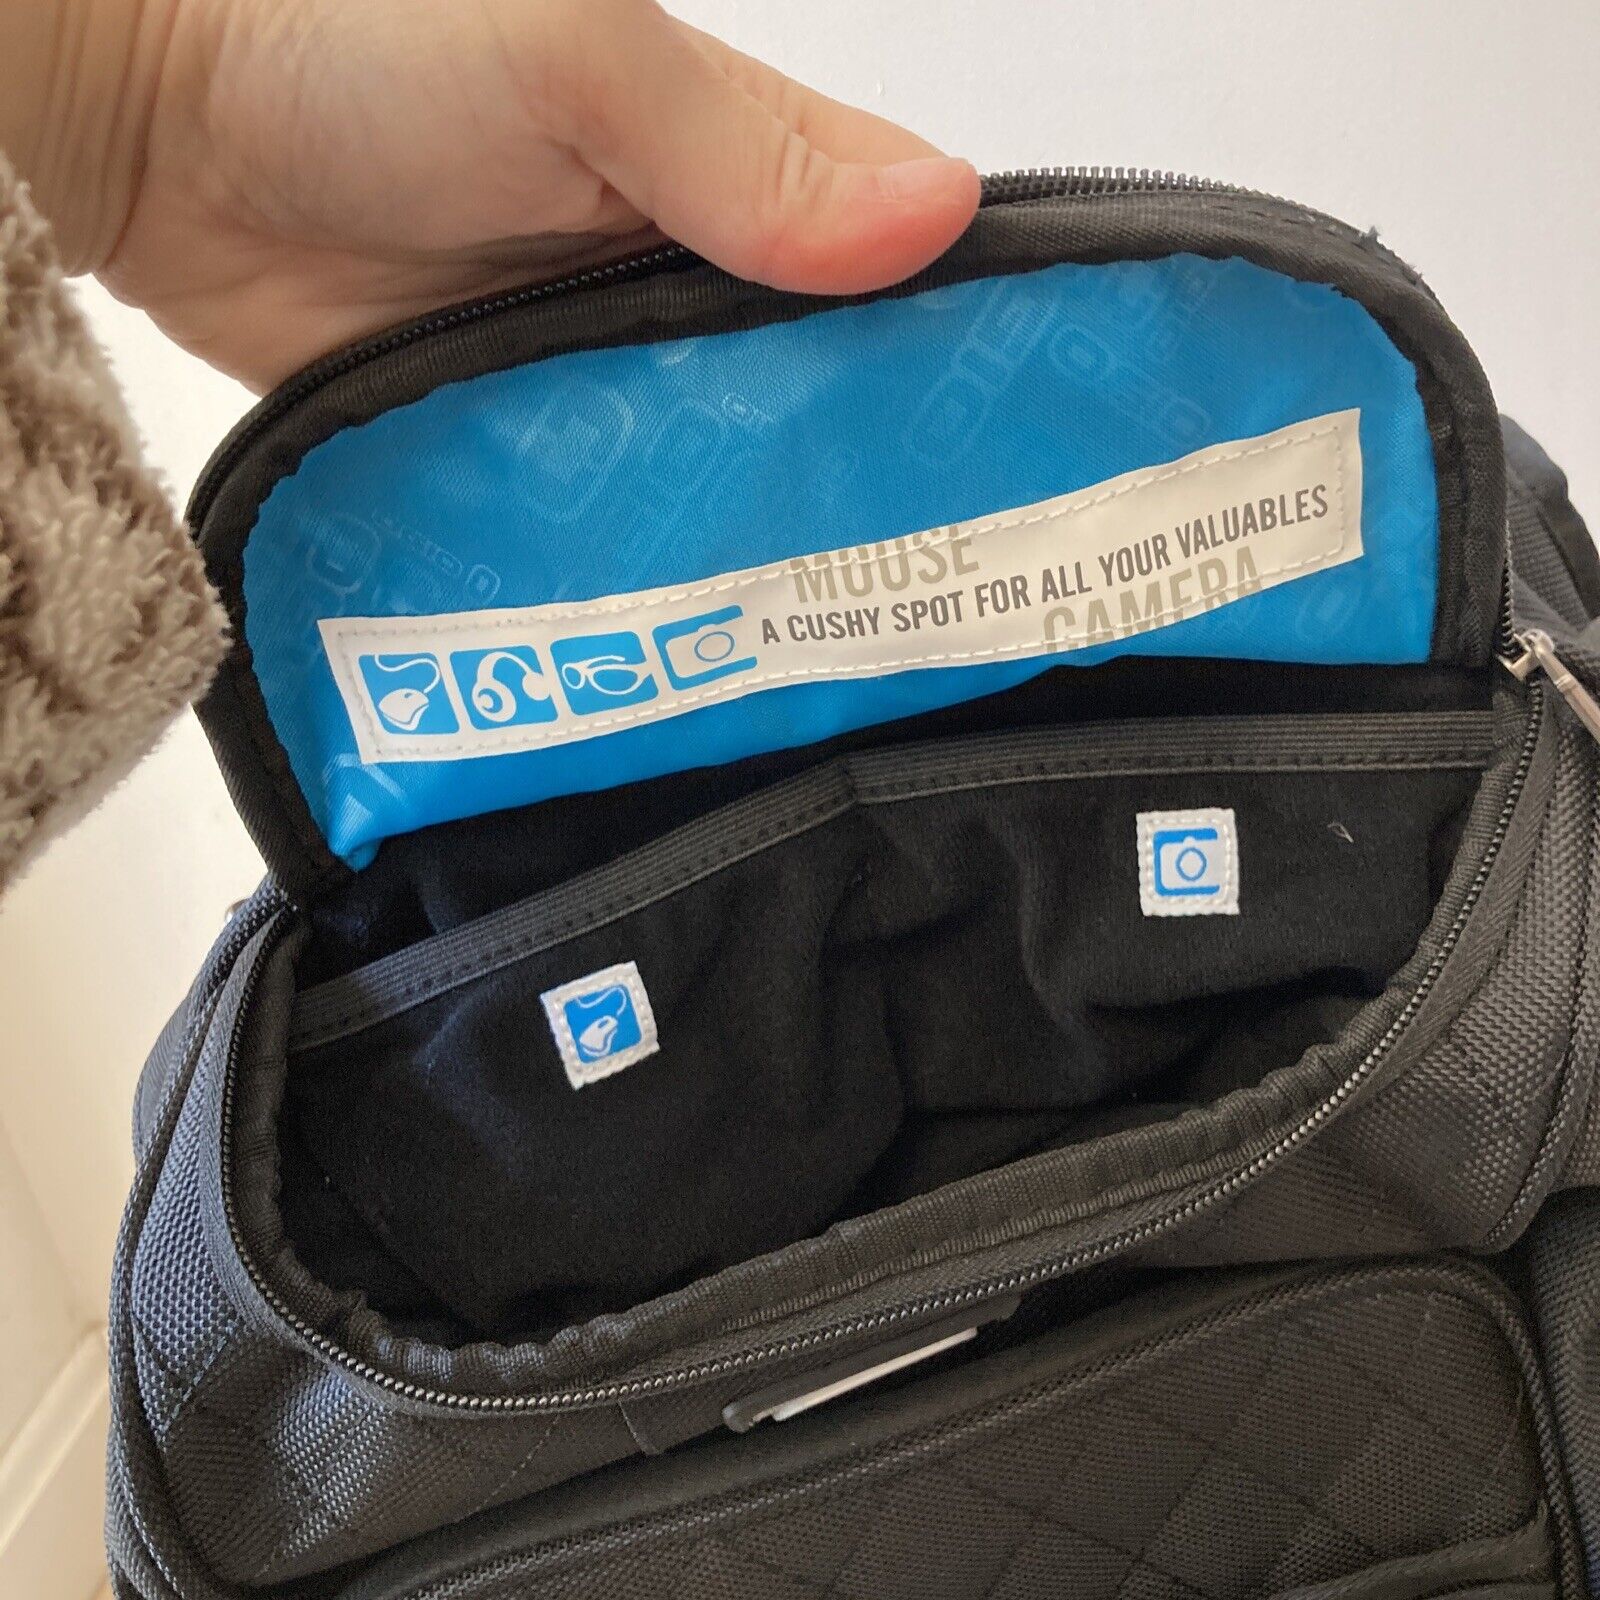 MOUSE
A CUSHY SPOT FOR ALL YOUR VALUABLES
CAMERA